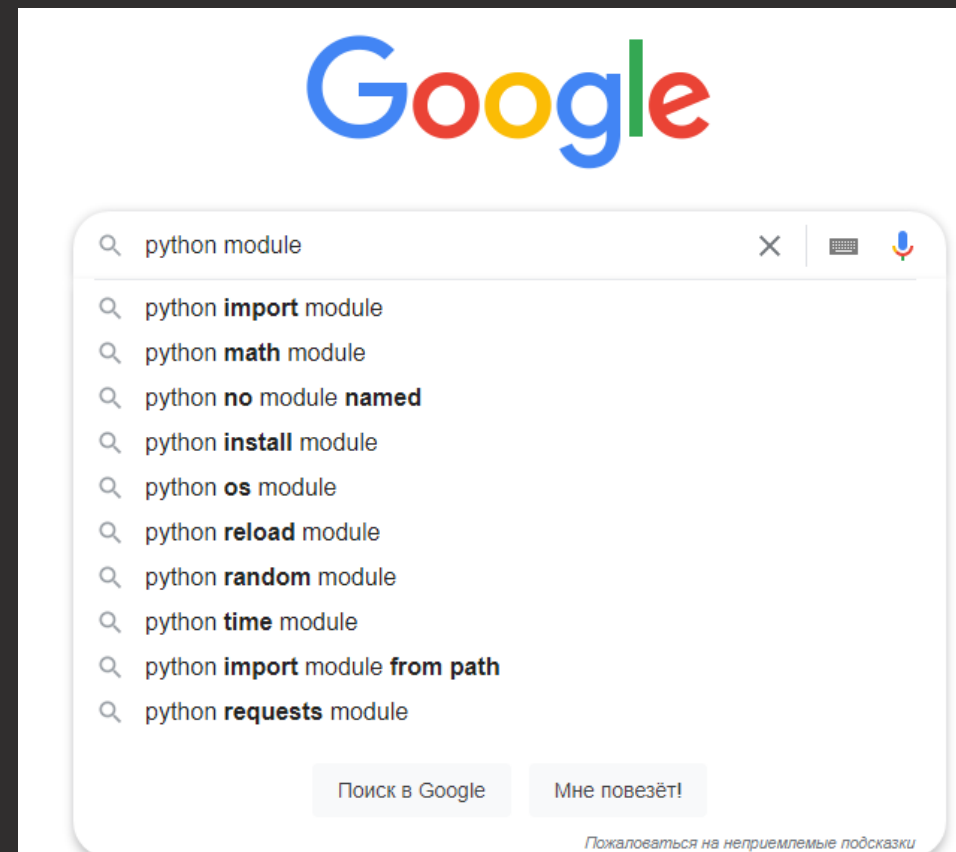 Google
python module
python import module
python math module
python no module named
python install module
python os module
python reload module
python random module
python time module
python import module from path
python requests module
Поиск в Google Мне повезёт!
Пожаловаться на неприемлемые подсказки